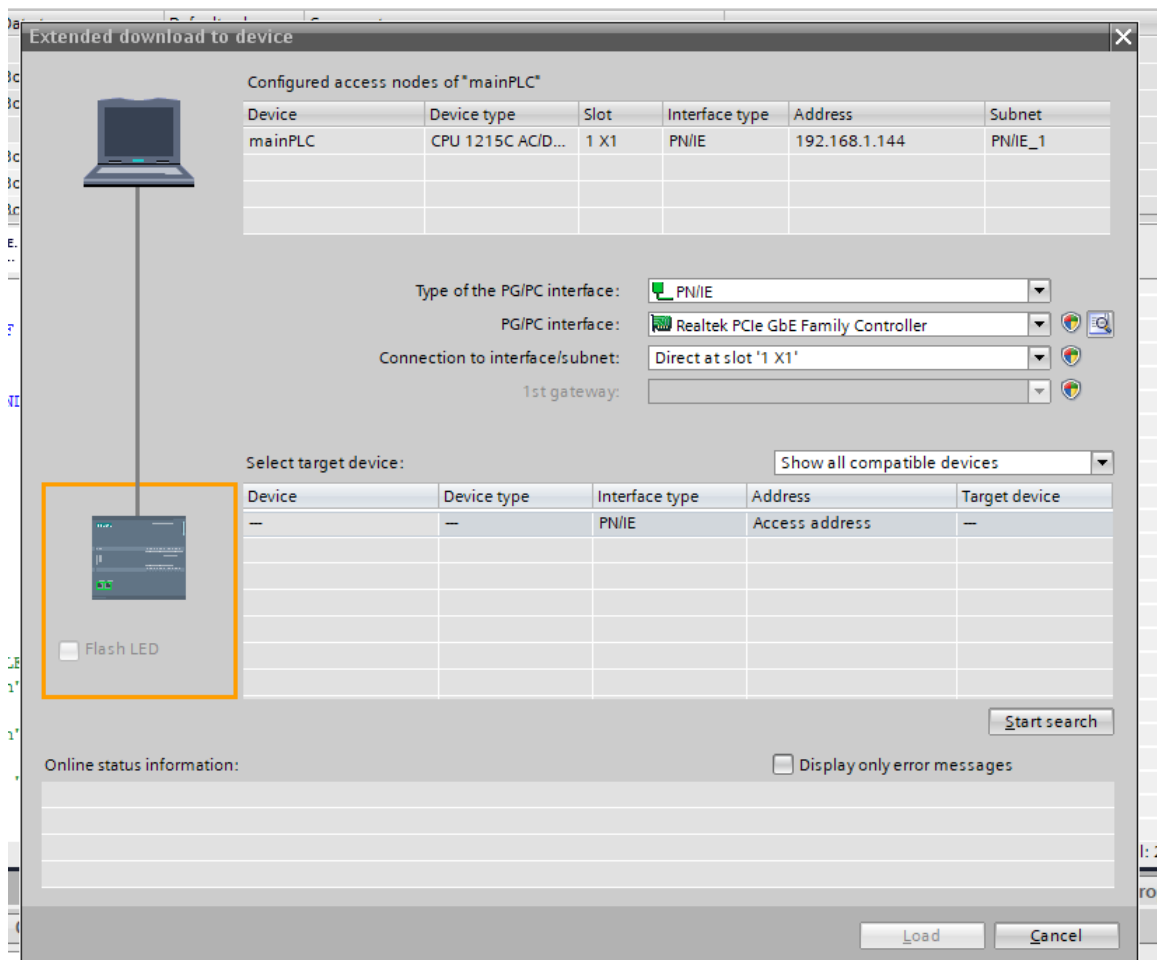 Extended download to device
Configured access nodes of "mainPLC"
Device Device type Slot Interface type Address Subnet
mainPLC CPU 1215C AC/D... 1 X1 PN/IE 192.168.1.144 PN/IE_1
Type of the PG/PC interface: PN/IE
PG/PC interface: Realtek PCIe GbE Family Controller
Connection to interface/subnet: Direct at slot '1 X1'
1st gateway:
Select target device: Show all compatible devices
Device Device type Interface type Address Target device
— — PN/IE Access address —
Flash LED
Start search
Online status information: Display only error messages
Load Cancel